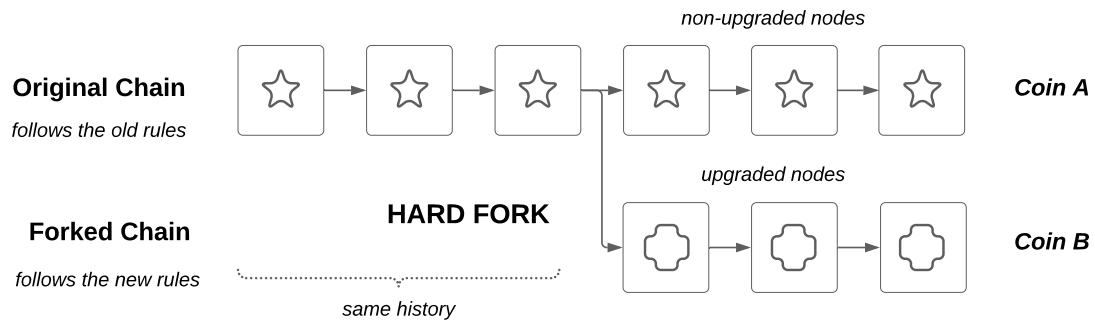 non-upgraded nodes
Original Chain
Coin A
follows the old rules
upgraded nodes
HARD FORK
Forked Chain
Coin B
follows the new rules
same history